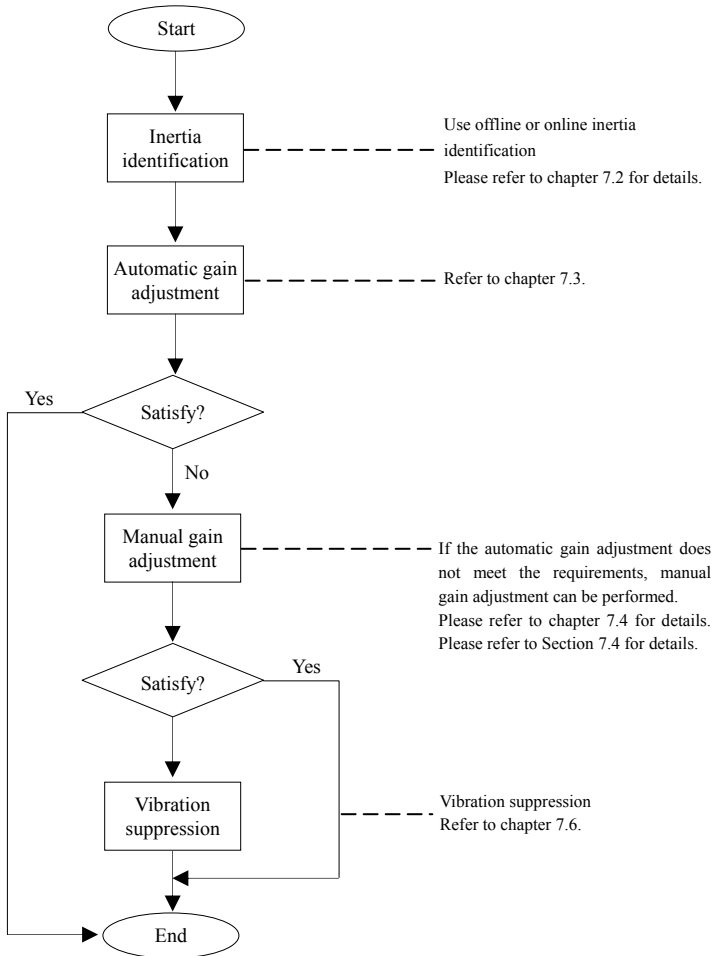 Start
Inertia
identification
Use offline or online inertia
identification
Please refer to chapter 7.2 for details.
Automatic gain
adjustment
Refer to chapter 7.3.
Yes
Satisfy?
No
Manual gain
adjustment
If the automatic gain adjustment does
not meet the requirements, manual
gain adjustment can be performed.
Please refer to chapter 7.4 for details.
Please refer to Section 7.4 for details.
Satisfy?
Yes
Vibration
suppression
Vibration suppression
Refer to chapter 7.6.
End